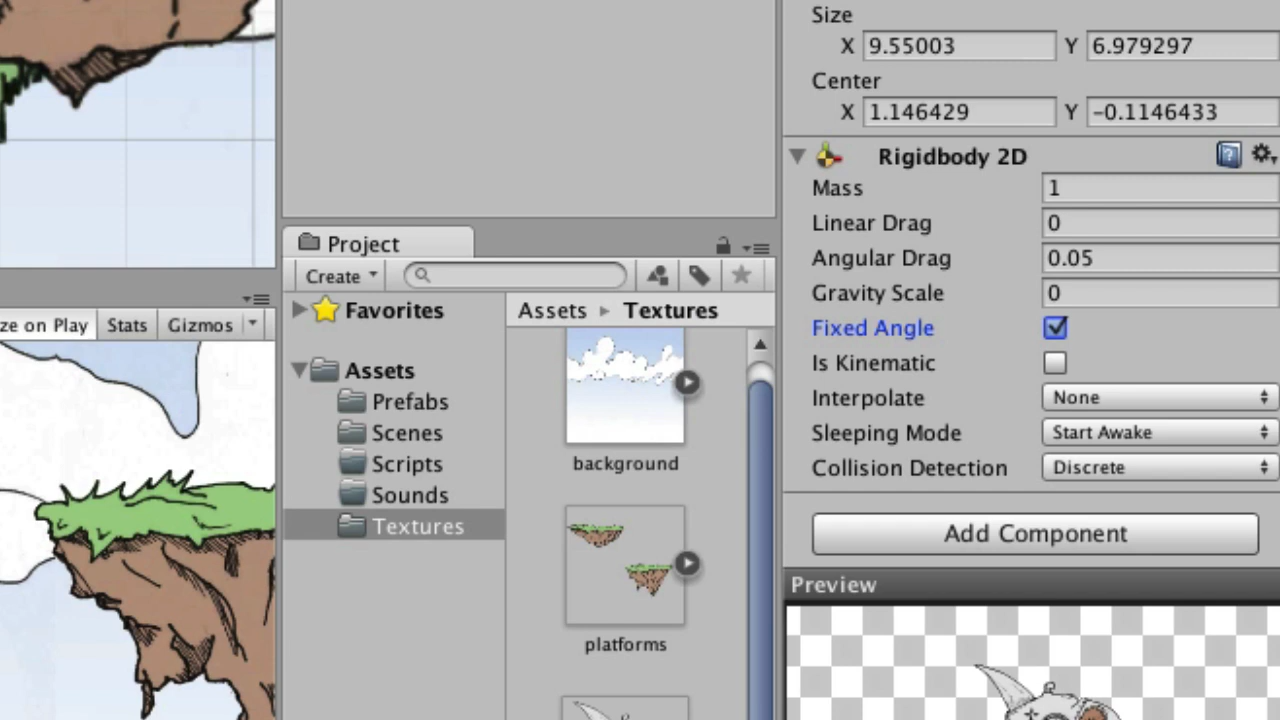 Size
X 9.55003 Y 6.979297
Center
X 1.146429 Y -0.1146433
Rigidbody 2D
Mass 1
Linear Drag 0
Angular Drag 0.05
Gravity Scale 0
Fixed Angle
Is Kinematic
Interpolate None
Sleeping Mode Start Awake
Collision Detection Discrete
Add Component
Preview
Project
Create
Favorites
Assets
Prefabs
Scenes
Scripts
Sounds
Textures
Assets Textures
background
platforms
ze on Play Stats Gizmos